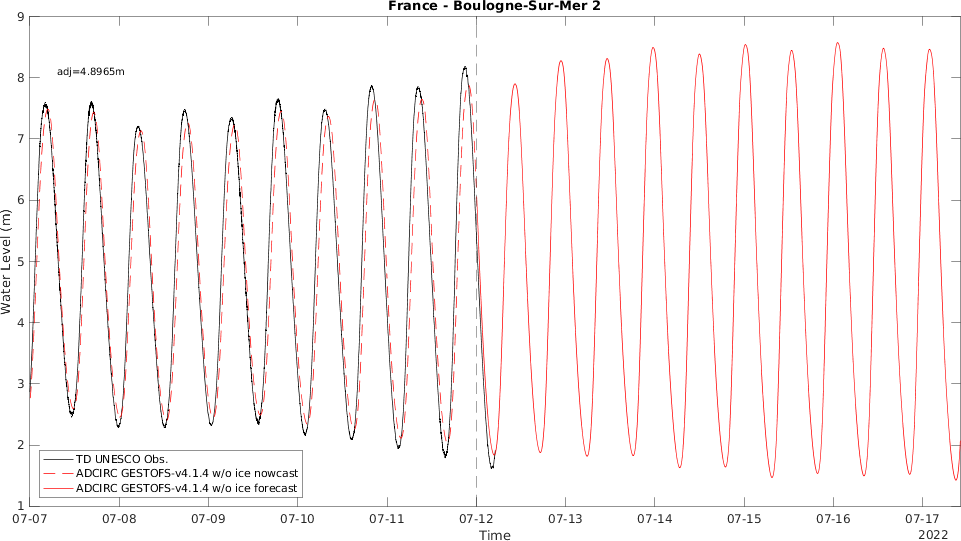 France - Boulogne-Sur-Mer 2
9
8
7
6
5
4
3
2
1
Water Level (m)
adj=4.8965m
TD UNESCO Obs.
ADCIRC GESTOFS-v4.1.4 w/o ice nowcast
ADCIRC GESTOFS-v4.1.4 w/o ice forecast
07-07 07-08 07-09 07-10 07-11 07-12 07-13 07-14 07-15 07-16 07-17
Time
2022